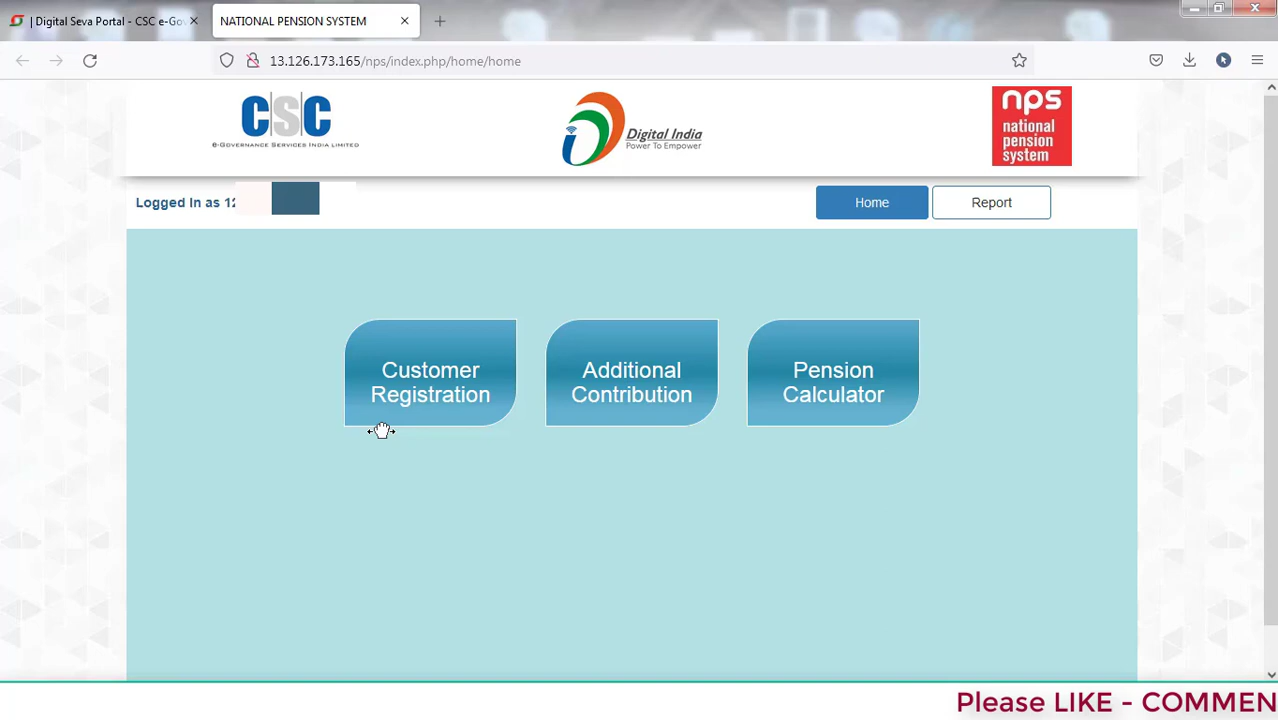 | Digital Seva Portal - CSC e-Gov
NATIONAL PENSION SYSTEM
13.126.173.165/nps/index.php/home/home
CSC
e-GOVERNANCE SERVICES INDIA LIMITED
Digital India
Power To Empower
nps
national
pension
system
Logged In as 12
Home
Report
Customer
Registration
Additional
Contribution
Pension
Calculator
Please LIKE - COMMEN